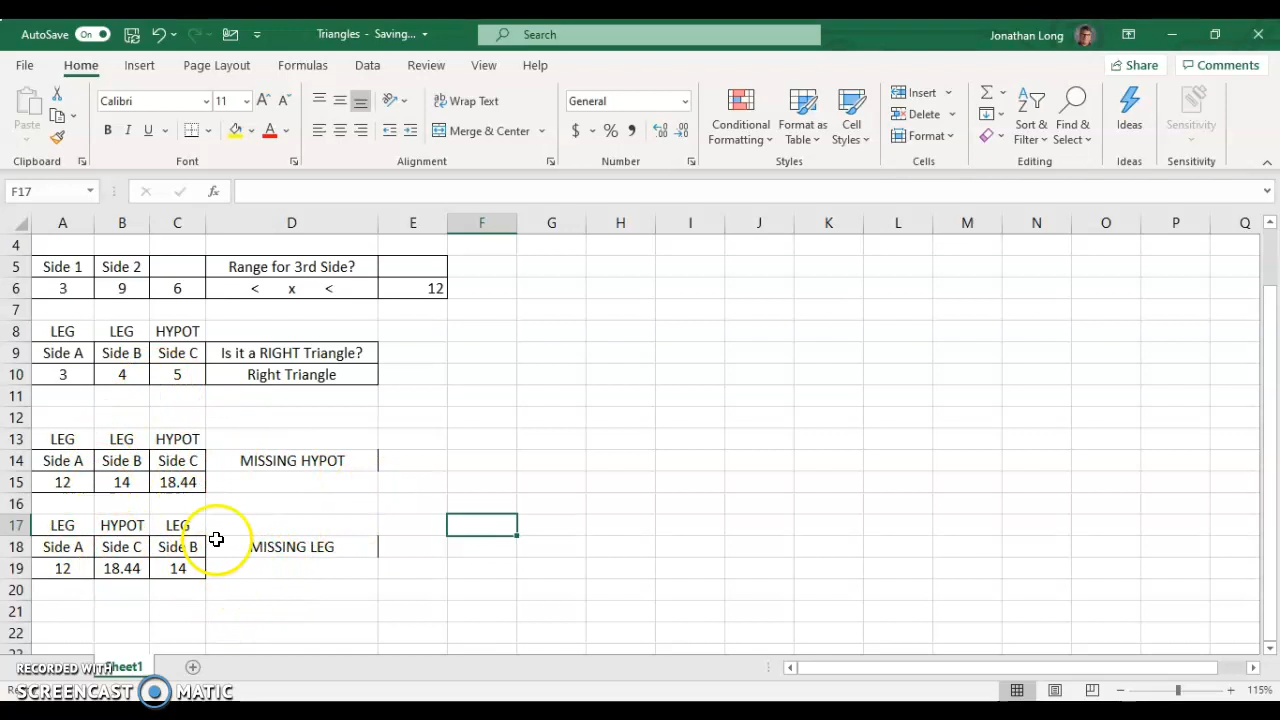 AutoSave On Triangles - Saving... Search Jonathan Long
File Home Insert Page Layout Formulas Data Review View Help Share Comments
Paste Calibri 11 A A Wrap Text General Conditional Formatting Format as Table Cell Styles Insert Sort & Filter Find & Select Ideas Sensitivity
B I U A Merge & Center $ % Delete
Format
Clipboard Font Alignment Number Styles Cells Editing Ideas Sensitivity
F17 fx
A B C D E F G H I J K L M N O P Q
4
5 Side 1 Side 2 Range for 3rd Side?
6 3 9 6 < x < 12
7
8 LEG LEG HYPOT
9 Side A Side B Side C Is it a RIGHT Triangle?
10 3 4 5 Right Triangle
11
12
13 LEG LEG HYPOT
14 Side A Side B Side C MISSING HYPOT
15 12 14 18.44
16
17 LEG HYPOT LEG
18 Side A Side C Side B MISSING LEG
19 12 18.44 14
20
21
22
RECORDED WITH Sheet1
SCREENCAST MATIC 115%